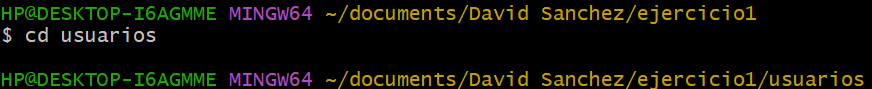 HP@DESKTOP-I6AGMME MINGW64 ~/documents/David Sanchez/ejercicio1
$ cd usuarios
HP@DESKTOP-I6AGMME MINGW64 ~/documents/David Sanchez/ejercicio1/usuarios